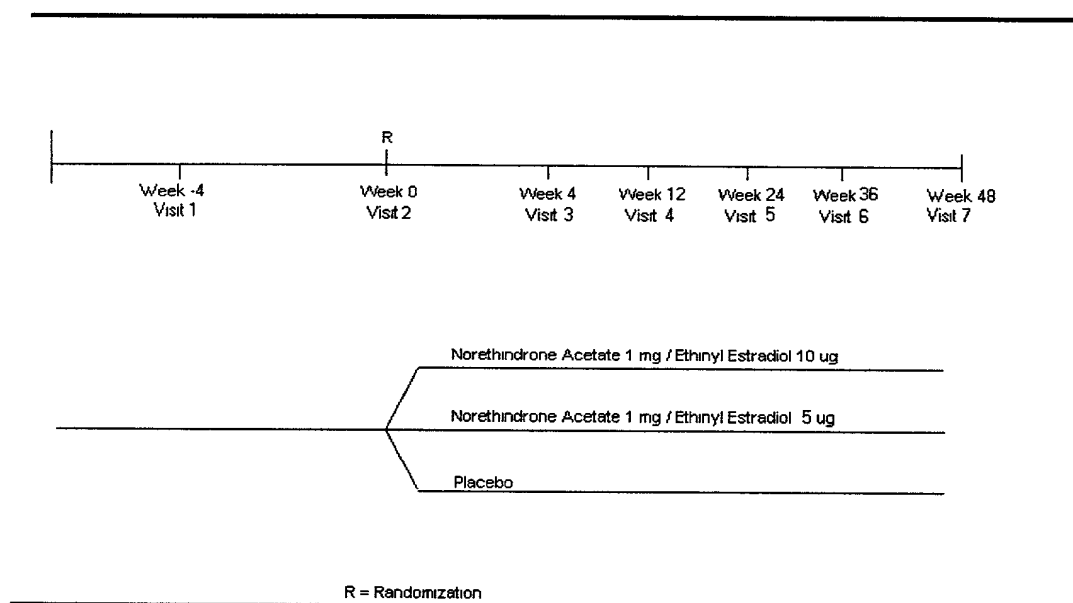 R
Week -4
Visit 1
Week 0
Visit 2
Week 4
Visit 3
Week 12
Visit 4
Week 24
Visit 5
Week 36
Visit 6
Week 48
Visit 7
Norethindrone Acetate 1 mg / Ethinyl Estradiol 10 ug
Norethindrone Acetate 1 mg / Ethinyl Estradiol 5 ug
Placebo
R = Randomization